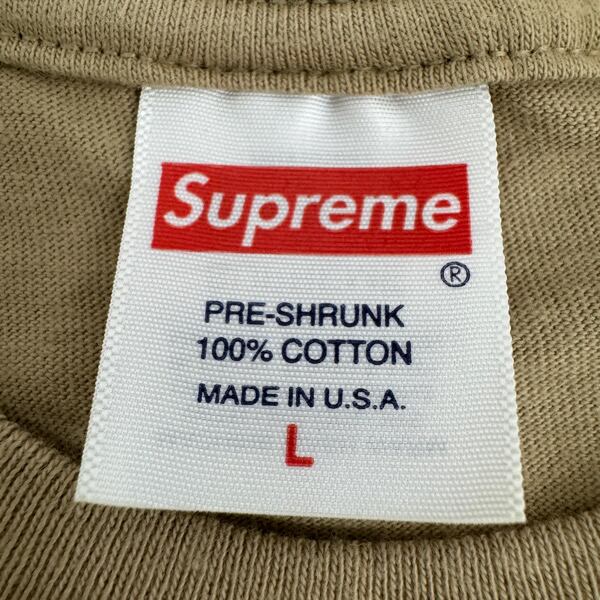 Supreme
®
PRE-SHRUNK
100% COTTON
MADE IN U.S.A.
L